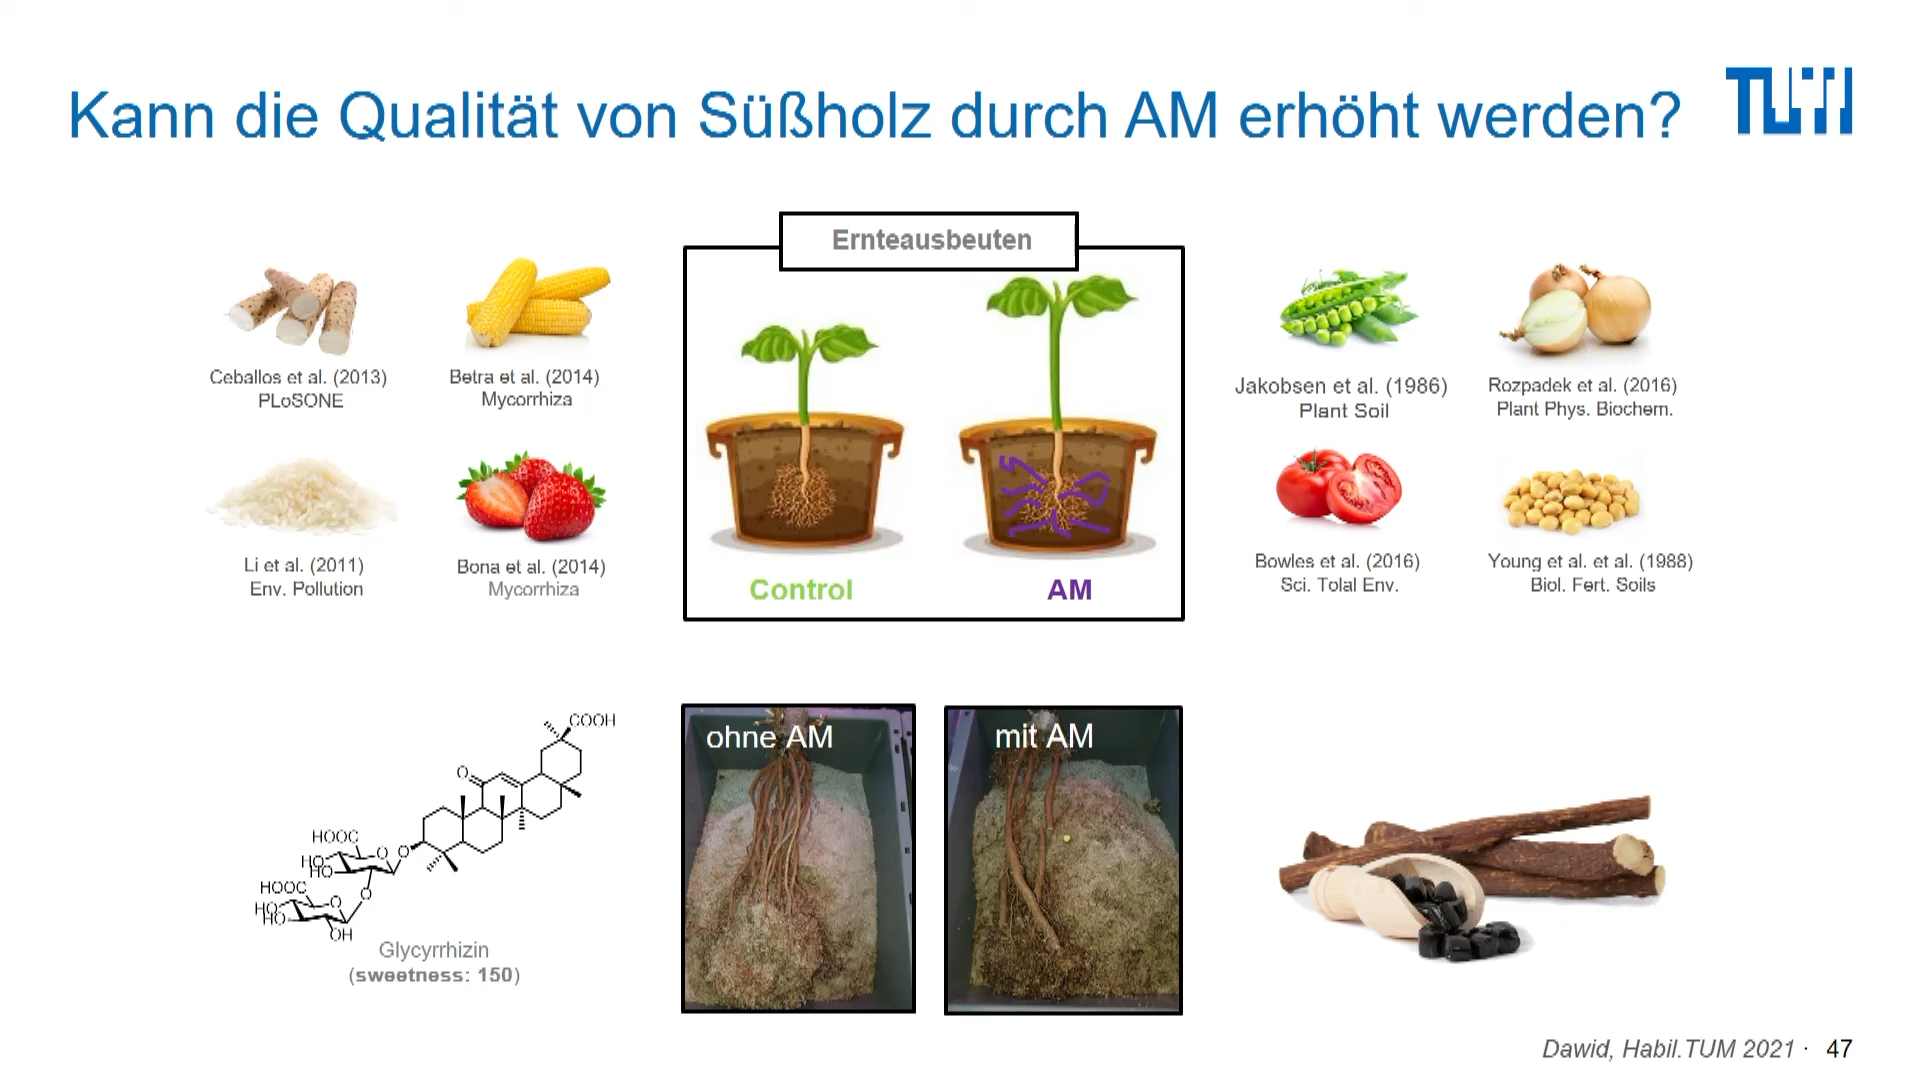 Kann die Qualität von Süßholz durch AM erhöht werden?
TUM
Ernteausbeuten
Ceballos et al. (2013)
PLoSONE
Betra et al. (2014)
Mycorrhiza
Li et al. (2011)
Env. Pollution
Bona et al. (2014)
Mycorrhiza
Control
AM
Jakobsen et al. (1986)
Plant Soil
Rozpadek et al. (2016)
Plant Phys. Biochem.
Bowles et al. (2016)
Sci. Tolal Env.
Young et al. et al. (1988)
Biol. Fert. Soils
COOH
O
HOOC
O
O
HO
HO
HOOC
O
O
HO
HO
OH
Glycyrrhizin
(sweetness: 150)
ohne AM
mit AM
Dawid, Habil.TUM 2021 · 47